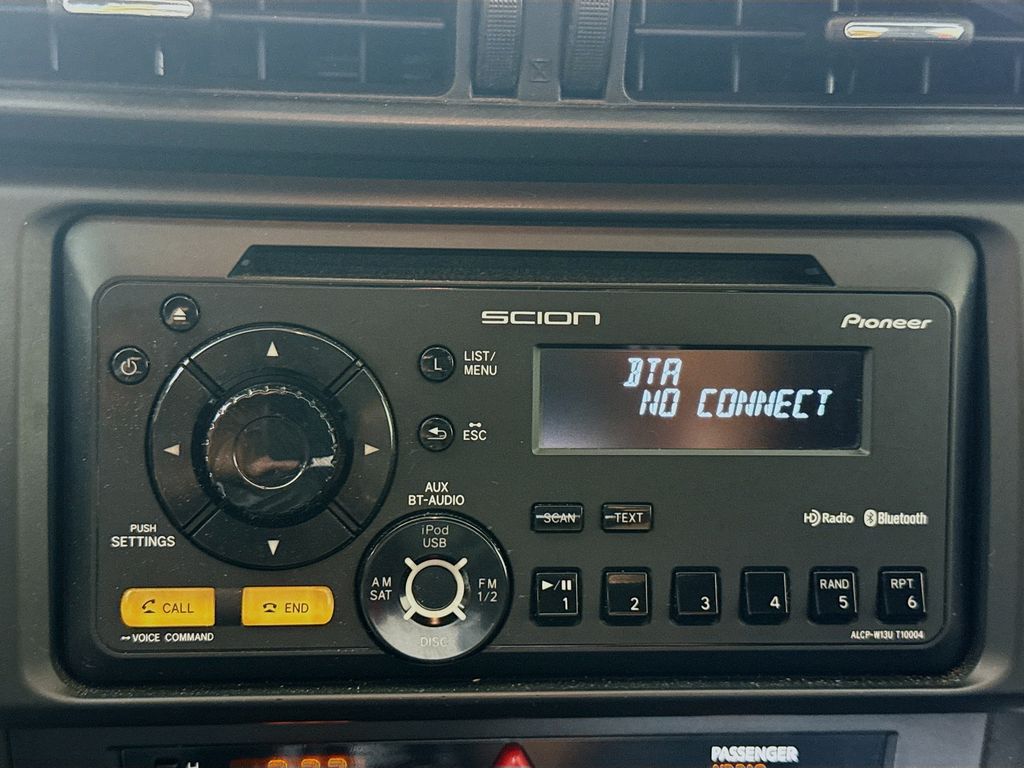 SCION
Pioneer
L
LIST/
MENU
ESC
BTA
NO CONNECT
AUX
BT-AUDIO
iPod
USB
AM
SAT
FM
1/2
DISC
PUSH
SETTINGS
CALL
END
VOICE COMMAND
SCAN
TEXT
HD Radio
Bluetooth
1
2
3
4
RAND
5
RPT
6
ALCP-W13U T10004
PASSENGER